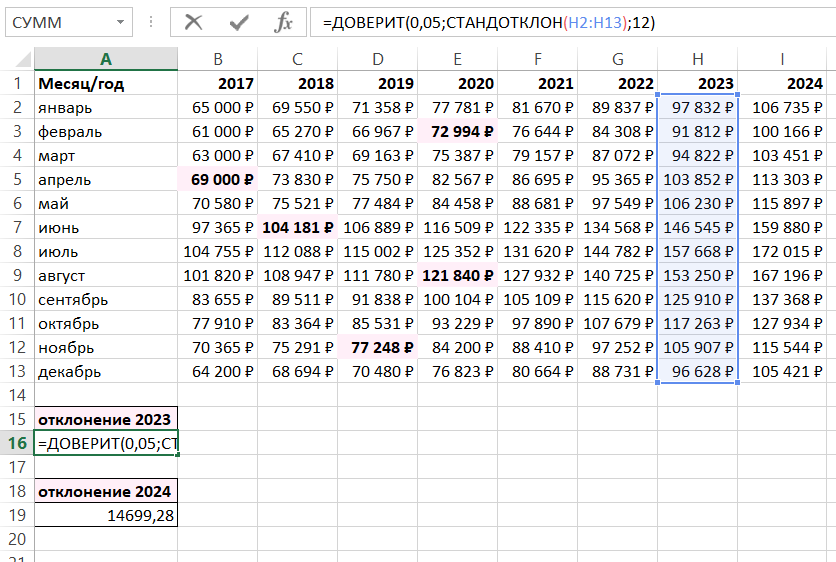 СУММ =ДОВЕРИТ(0,05;СТАНДОТКЛОН(H2:H13);12)
A B C D E F G H I
1 Месяц/год 2017 2018 2019 2020 2021 2022 2023 2024
2 январь 65 000 ₽ 69 550 ₽ 71 358 ₽ 77 781 ₽ 81 670 ₽ 89 837 ₽ 97 832 ₽ 106 735 ₽
3 февраль 61 000 ₽ 65 270 ₽ 66 967 ₽ 72 994 ₽ 76 644 ₽ 84 308 ₽ 91 812 ₽ 100 166 ₽
4 март 63 000 ₽ 67 410 ₽ 69 163 ₽ 75 387 ₽ 79 157 ₽ 87 072 ₽ 94 822 ₽ 103 451 ₽
5 апрель 69 000 ₽ 73 830 ₽ 75 750 ₽ 82 567 ₽ 86 695 ₽ 95 365 ₽ 103 852 ₽ 113 303 ₽
6 май 70 580 ₽ 75 521 ₽ 77 484 ₽ 84 458 ₽ 88 681 ₽ 97 549 ₽ 106 230 ₽ 115 897 ₽
7 июнь 97 365 ₽ 104 181 ₽ 106 889 ₽ 116 509 ₽ 122 335 ₽ 134 568 ₽ 146 545 ₽ 159 880 ₽
8 июль 104 755 ₽ 112 088 ₽ 115 002 ₽ 125 352 ₽ 131 620 ₽ 144 782 ₽ 157 668 ₽ 172 015 ₽
9 август 101 820 ₽ 108 947 ₽ 111 780 ₽ 121 840 ₽ 127 932 ₽ 140 725 ₽ 153 250 ₽ 167 196 ₽
10 сентябрь 83 655 ₽ 89 511 ₽ 91 838 ₽ 100 104 ₽ 105 109 ₽ 115 620 ₽ 125 910 ₽ 137 368 ₽
11 октябрь 77 910 ₽ 83 364 ₽ 85 531 ₽ 93 229 ₽ 97 890 ₽ 107 679 ₽ 117 263 ₽ 127 934 ₽
12 ноябрь 70 365 ₽ 75 291 ₽ 77 248 ₽ 84 200 ₽ 88 410 ₽ 97 252 ₽ 105 907 ₽ 115 544 ₽
13 декабрь 64 200 ₽ 68 694 ₽ 70 480 ₽ 76 823 ₽ 80 664 ₽ 88 731 ₽ 96 628 ₽ 105 421 ₽
14
15 отклонение 2023
16 =ДОВЕРИТ(0,05;СТ
17
18 отклонение 2024
19 14699,28
20
21